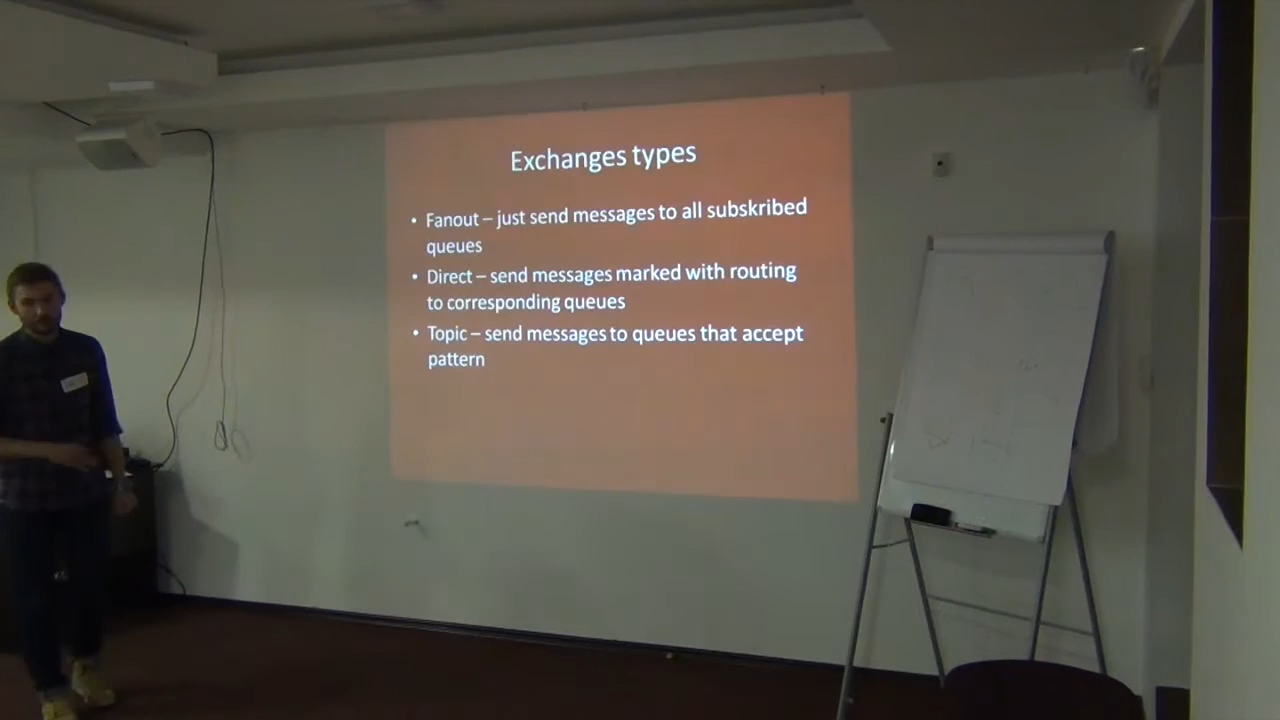 Exchanges types
• Fanout – just send messages to all subskribed
queues
• Direct – send messages marked with routing
to corresponding queues
• Topic – send messages to queues that accept
pattern